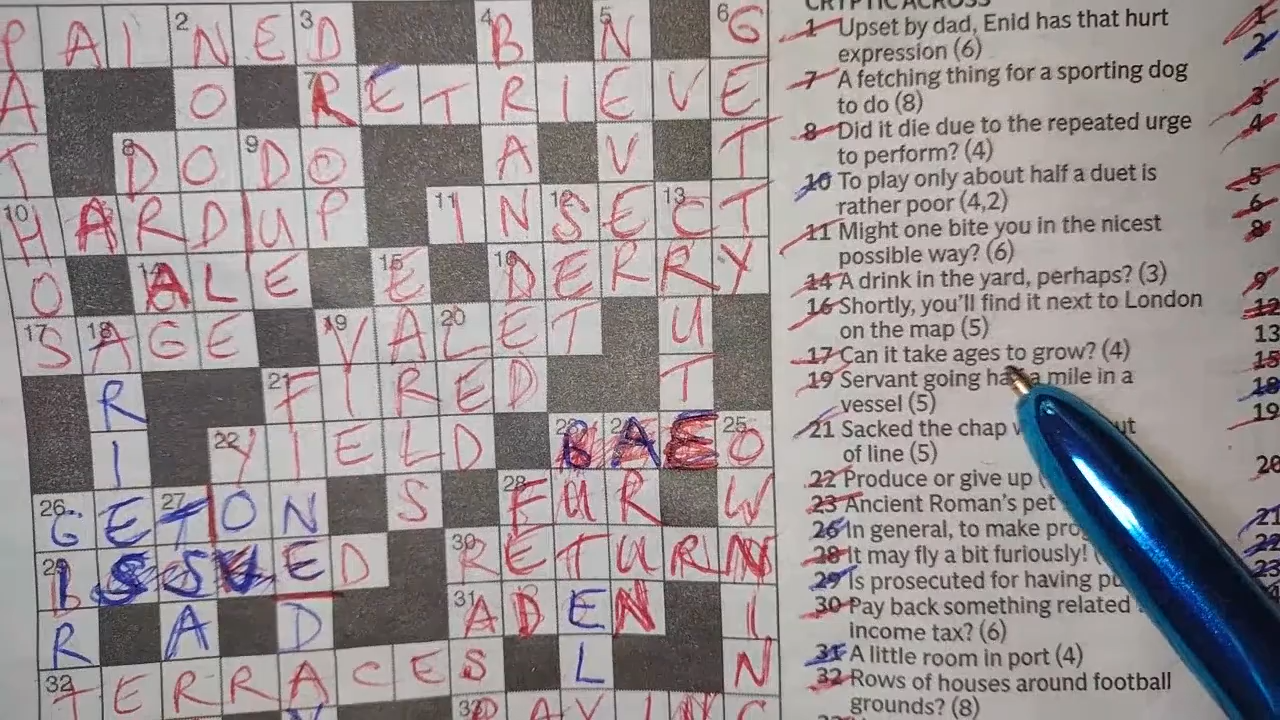 CRYPTIC ACROSS
1 Upset by dad, Enid has that hurt
expression (6)
7 A fetching thing for a sporting dog
to do (8)
8 Did it die due to the repeated urge
to perform? (4)
10 To play only about half a duet is
rather poor (4,2)
11 Might one bite you in the nicest
possible way? (6)
14 A drink in the yard, perhaps? (3)
16 Shortly, you'll find it next to London
on the map (5)
17 Can it take ages to grow? (4)
19 Servant going a mile in a
vessel (5)
21 Sacked the chap
of line (5)
22 Produce or give up
23 Ancient Roman's pet
26 In general, to make
28 It may fly a bit furiously!
29 Is prosecuted for having
30 Pay back something related
income tax? (6)
31 A little room in port (4)
32 Rows of houses around football
grounds? (8)
PAINED B N G
A O RETRIEVE
T DODO A V T
HARDUP INSECT
O ALE E DERRY
SAGE VALET U
R FIRED T
I YIELD O
GETON S FUR W
ED RETURN
R A D ADEN I
TERRACES L N